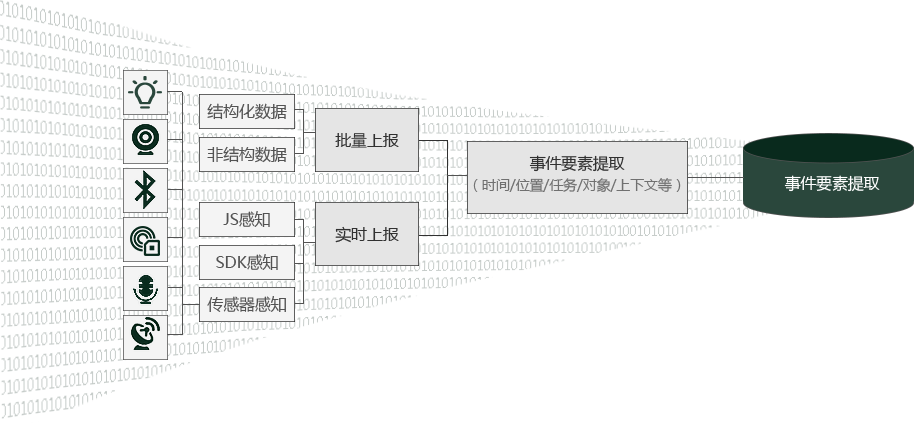 结构化数据
非结构数据
批量上报
JS感知
SDK感知
传感器感知
实时上报
事件要素提取
（时间/位置/任务/对象/上下文等）
事件要素提取